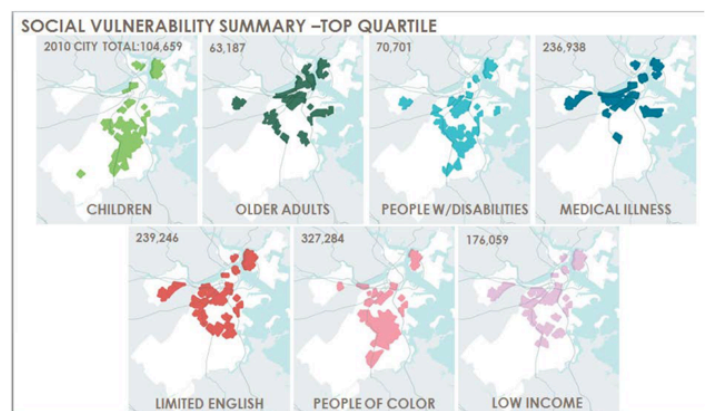 SOCIAL VULNERABILITY SUMMARY –TOP QUARTILE
2010 CITY TOTAL:104,659
63,187
70,701
236,938
CHILDREN
OLDER ADULTS
PEOPLE W/DISABILITIES
MEDICAL ILLNESS
239,246
327,284
176,059
LIMITED ENGLISH
PEOPLE OF COLOR
LOW INCOME